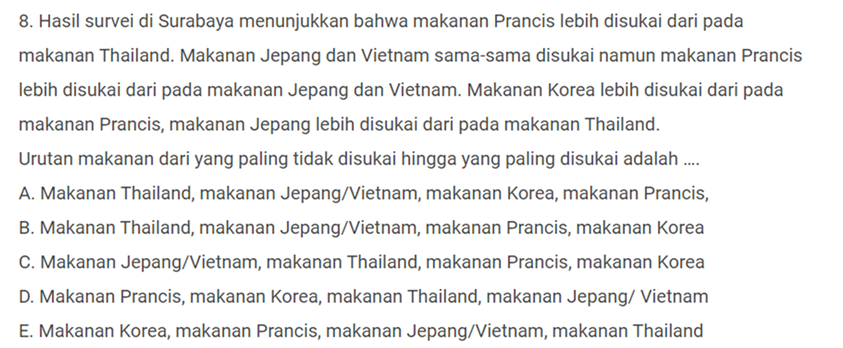 8. Hasil survei di Surabaya menunjukkan bahwa makanan Prancis lebih disukai dari pada
makanan Thailand. Makanan Jepang dan Vietnam sama-sama disukai namun makanan Prancis
lebih disukai dari pada makanan Jepang dan Vietnam. Makanan Korea lebih disukai dari pada
makanan Prancis, makanan Jepang lebih disukai dari pada makanan Thailand.
Urutan makanan dari yang paling tidak disukai hingga yang paling disukai adalah ....
A. Makanan Thailand, makanan Jepang/Vietnam, makanan Korea, makanan Prancis,
B. Makanan Thailand, makanan Jepang/Vietnam, makanan Prancis, makanan Korea
C. Makanan Jepang/Vietnam, makanan Thailand, makanan Prancis, makanan Korea
D. Makanan Prancis, makanan Korea, makanan Thailand, makanan Jepang/ Vietnam
E. Makanan Korea, makanan Prancis, makanan Jepang/Vietnam, makanan Thailand